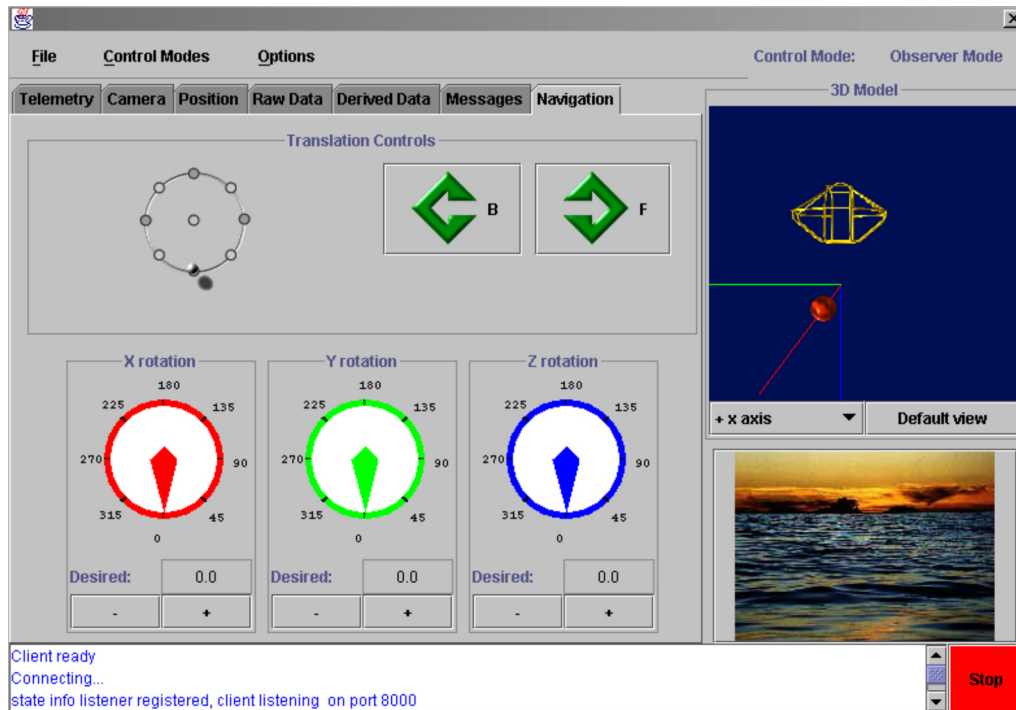 File Control Modes Options Control Mode: Observer Mode
Telemetry Camera Position Raw Data Derived Data Messages Navigation
3D Model
Translation Controls
B F
+ x axis Default view
X rotation Y rotation Z rotation
180 180 180
225 135 225 135 225 135
270 90 270 90 270 90
315 45 315 45 315 45
0 0 0
Desired: 0.0 Desired: 0.0 Desired: 0.0
- + - + - +
Client ready
Connecting...
state info listener registered, client listening on port 8000
Stop